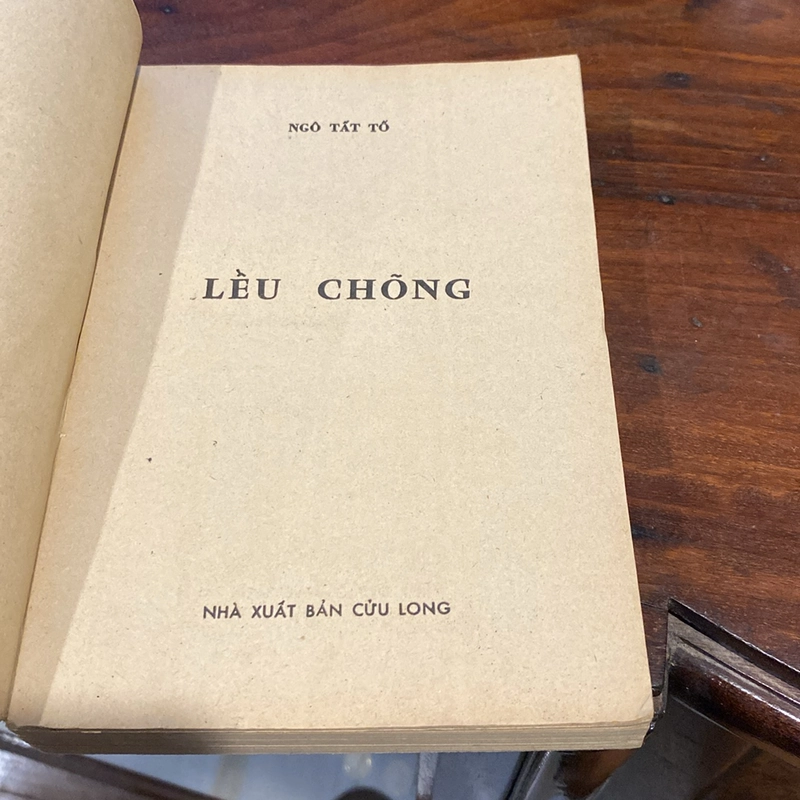 NGÔ TẤT TỐ
LỀU CHÕNG
NHÀ XUẤT BẢN CỬU LONG